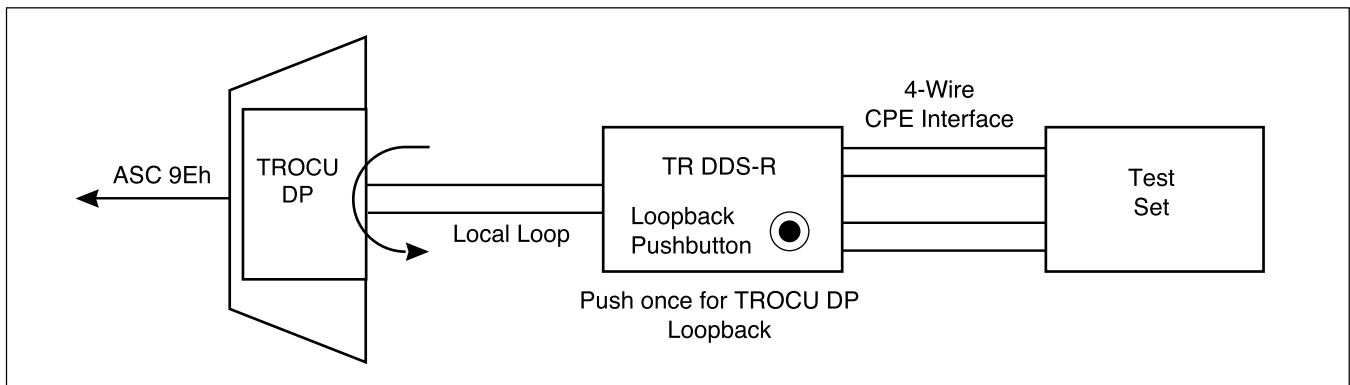 ASC 9Eh
TROCU
DP
Local Loop
TR DDS-R
Loopback
Pushbutton
Push once for TROCU DP
Loopback
4-Wire
CPE Interface
Test
Set